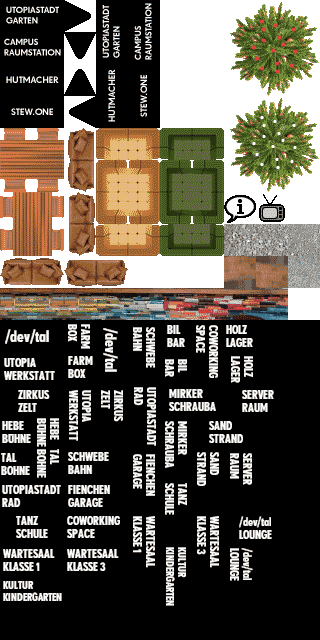 UTOPIASTADT
GARTEN
CAMPUS
RAUMSTATION
HUTMACHER
STEW.ONE
UTOPIASTADT
GARTEN
CAMPUS
RAUMSTATION
HUTMACHER
STEW.ONE
i
/dev/tal
BOX
FARM
/dev/tal
BAHN
SCHWEBE
BIL
BAR
SPACE
COWORKING
HOLZ
LAGER
UTOPIA
WERKSTATT
FARM
BOX
BAR
BIL
LAGER
HOLZ
ZIRKUS
ZELT
WERKSTATT
UTOPIA
ZELT
ZIRKUS
RAD
UTOPIASTADT
MIRKER
SCHRAUBA
SERVER
RAUM
HEBE
BÜHNE
BÜHNE
HEBE
BOHNE
TAL
SCHRAUBA
MIRKER
SAND
STRAND
TAL
BOHNE
SCHWEBE
BAHN
GARAGE
FIENCHEN
STRAND
SAND
RAUM
SERVER
UTOPIASTADT
RAD
FIENCHEN
GARAGE
SCHULE
TANZ
TANZ
SCHULE
COWORKING
SPACE
KLASSE 1
WARTESAAL
KLASSE 3
WARTESAAL
/dev/tal
LOUNGE
WARTESAAL
KLASSE 1
WARTESAAL
KLASSE 3
KINDERGARTEN
KULTUR
LOUNGE
/dev/tal
KULTUR
KINDERGARTEN